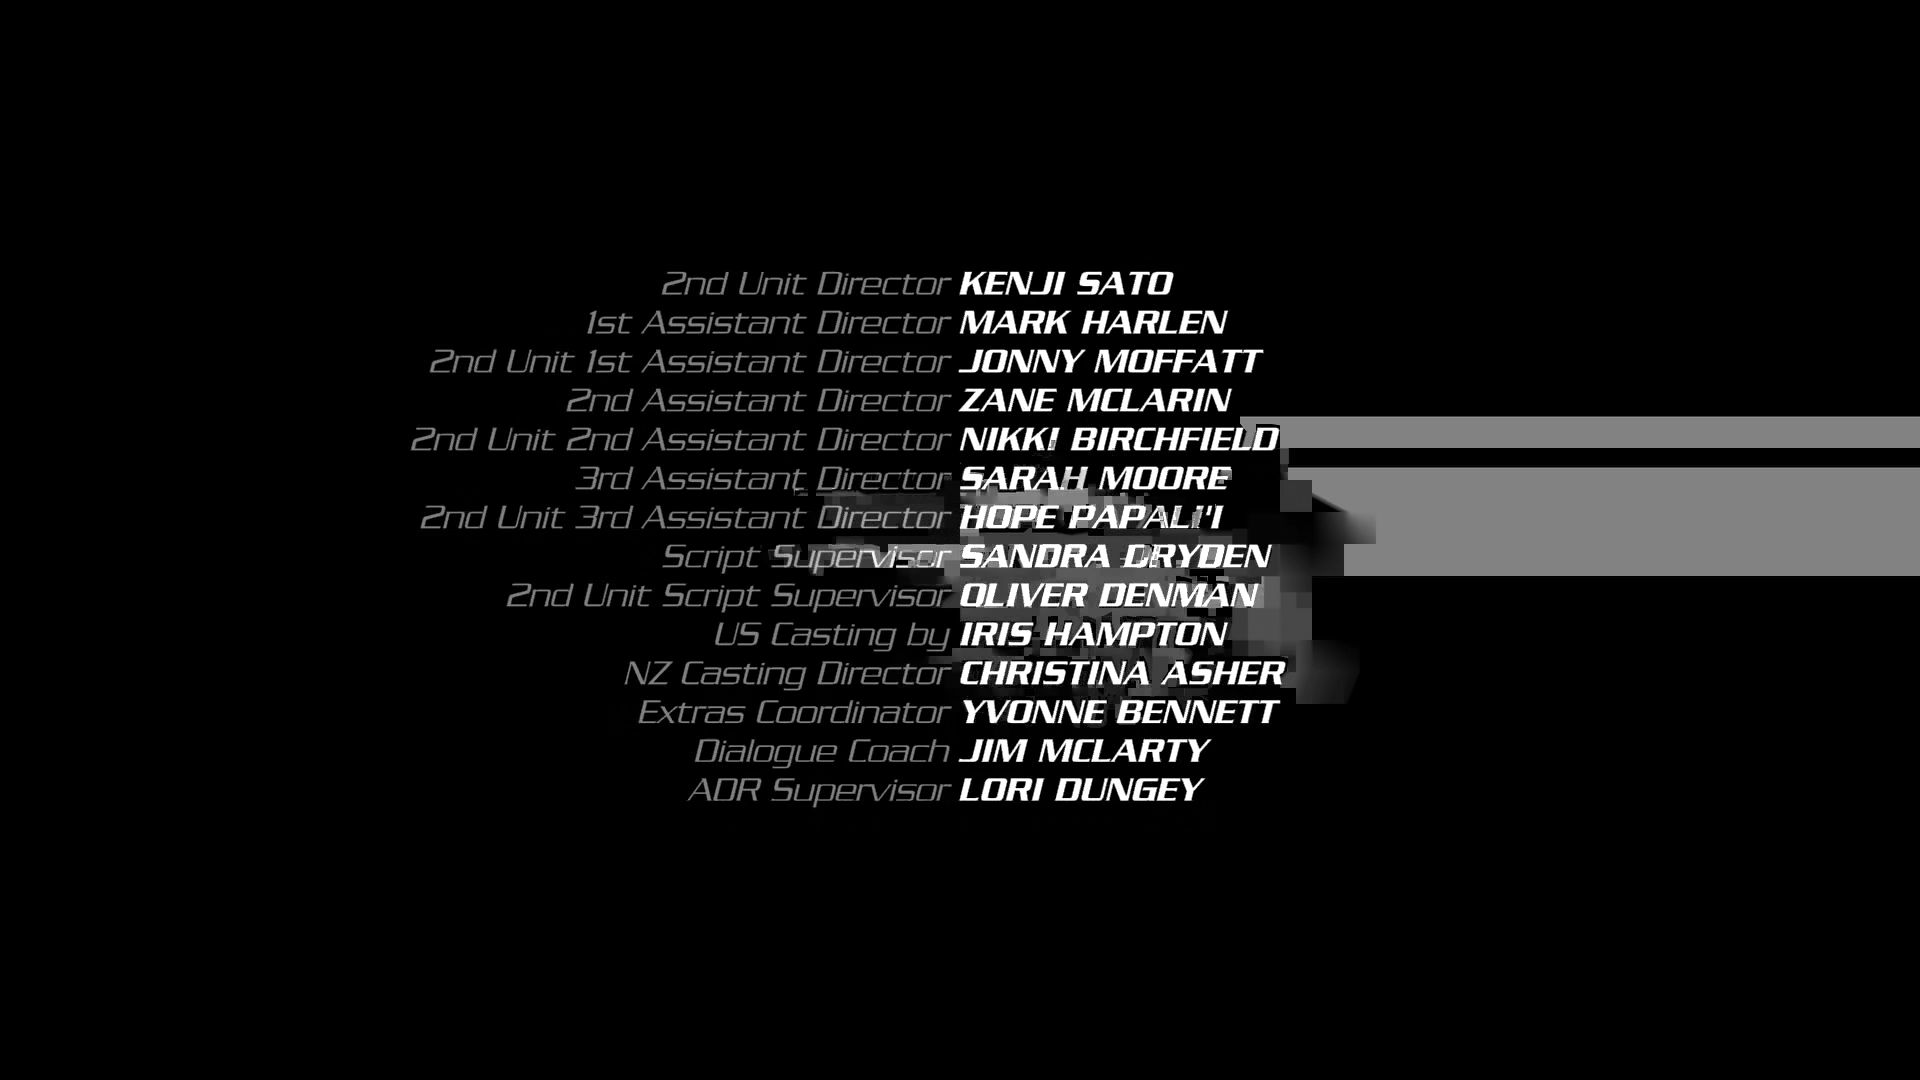 2nd Unit Director KENJI SATO
1st Assistant Director MARK HARLEN
2nd Unit 1st Assistant Director JONNY MOFFATT
2nd Assistant Director ZANE MCLARIN
2nd Unit 2nd Assistant Director NIKKI BIRCHFIELD
3rd Assistant Director SARAH MOORE
2nd Unit 3rd Assistant Director HOPE PAPALI'I
Script Supervisor SANDRA DRYDEN
2nd Unit Script Supervisor OLIVER DENMAN
US Casting by IRIS HAMPTON
NZ Casting Director CHRISTINA ASHER
Extras Coordinator YVONNE BENNETT
Dialogue Coach JIM MCLARTY
ADR Supervisor LORI DUNGEY